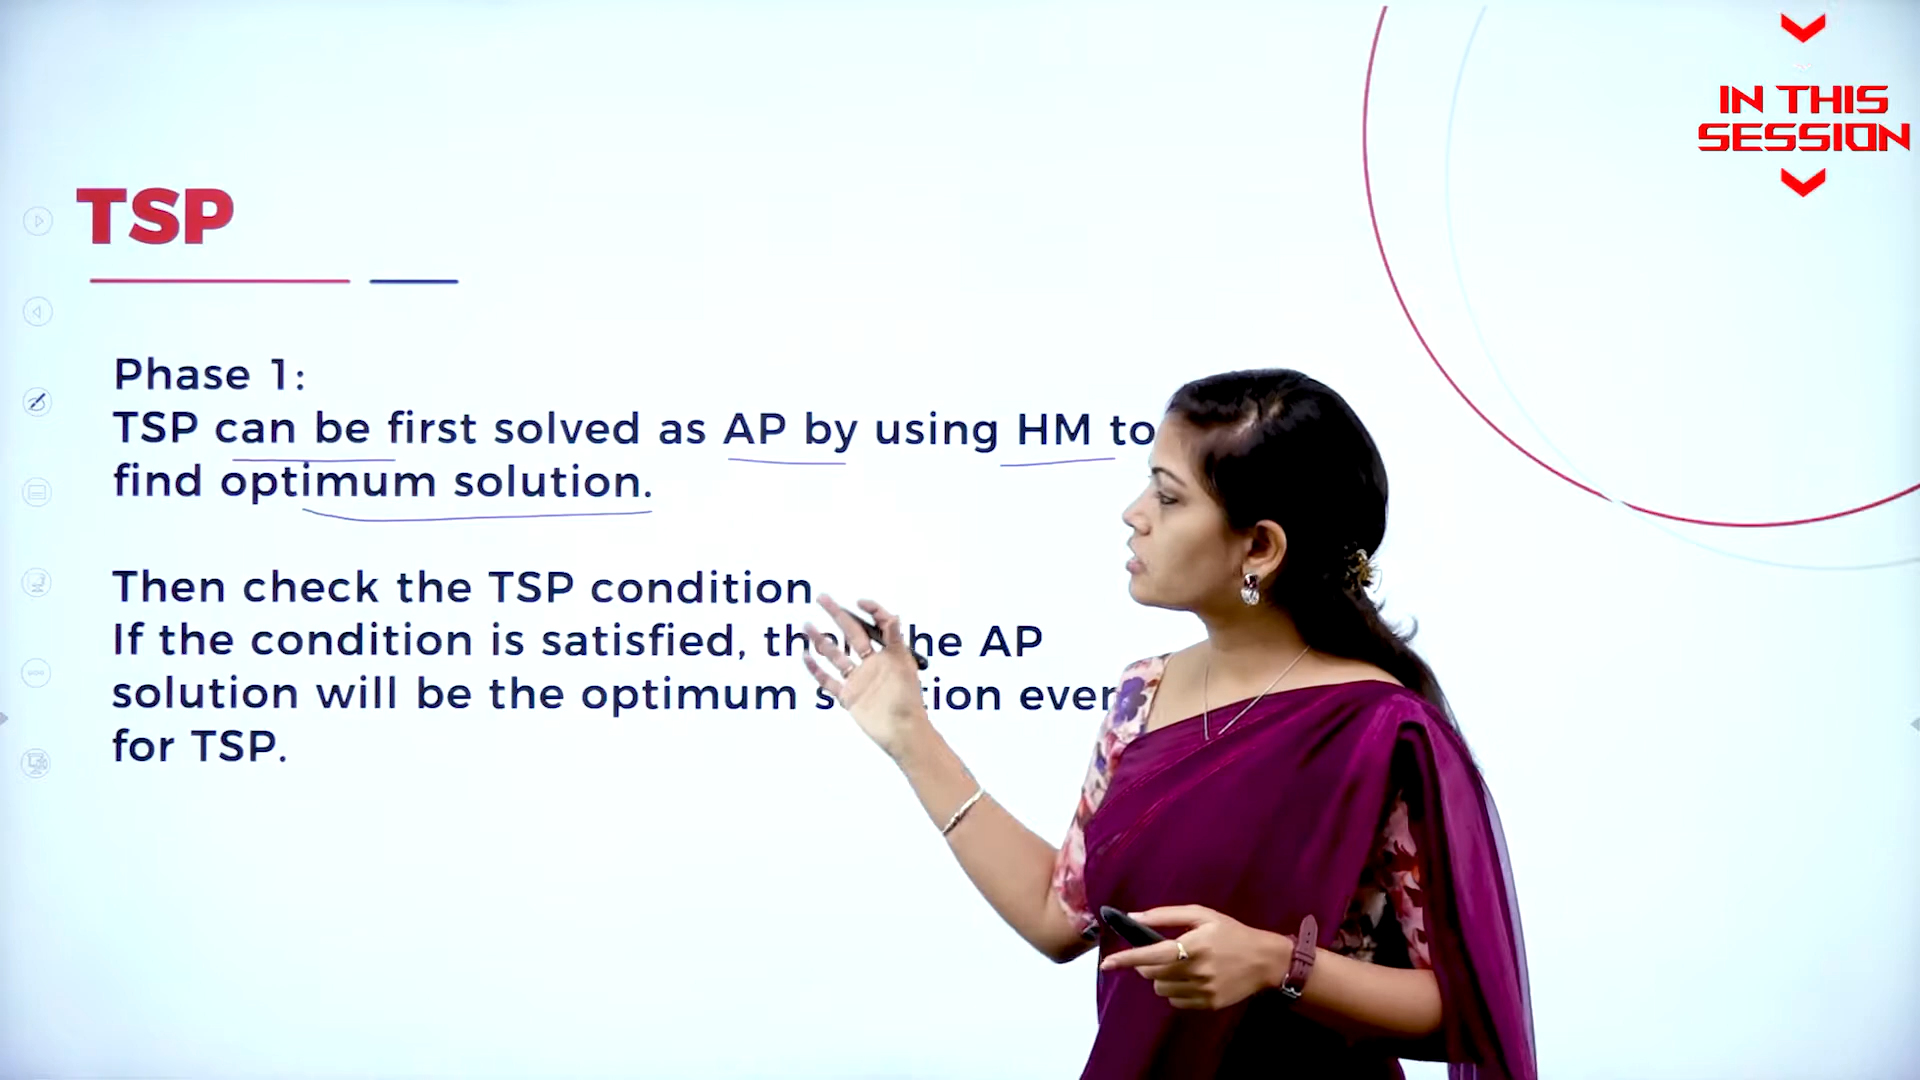 IN THIS
SESSION
TSP
Phase 1:
TSP can be first solved as AP by using HM to
find optimum solution.
Then check the TSP condition
If the condition is satisfied, the AP
solution will be the optimum even
for TSP.